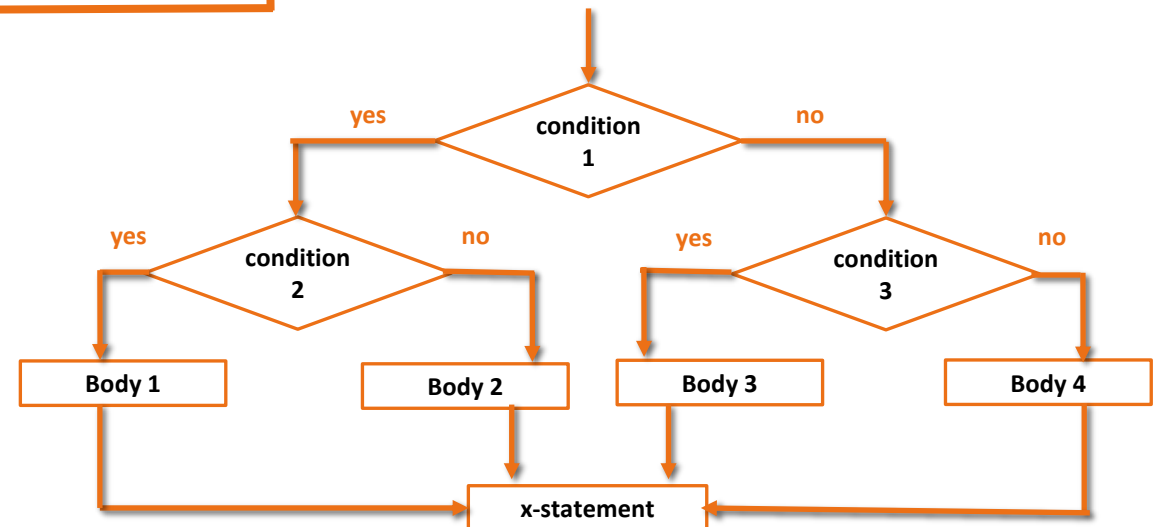 yes
no
condition
1
yes
no
condition
2
yes
no
condition
3
Body 1
Body 2
Body 3
Body 4
x-statement